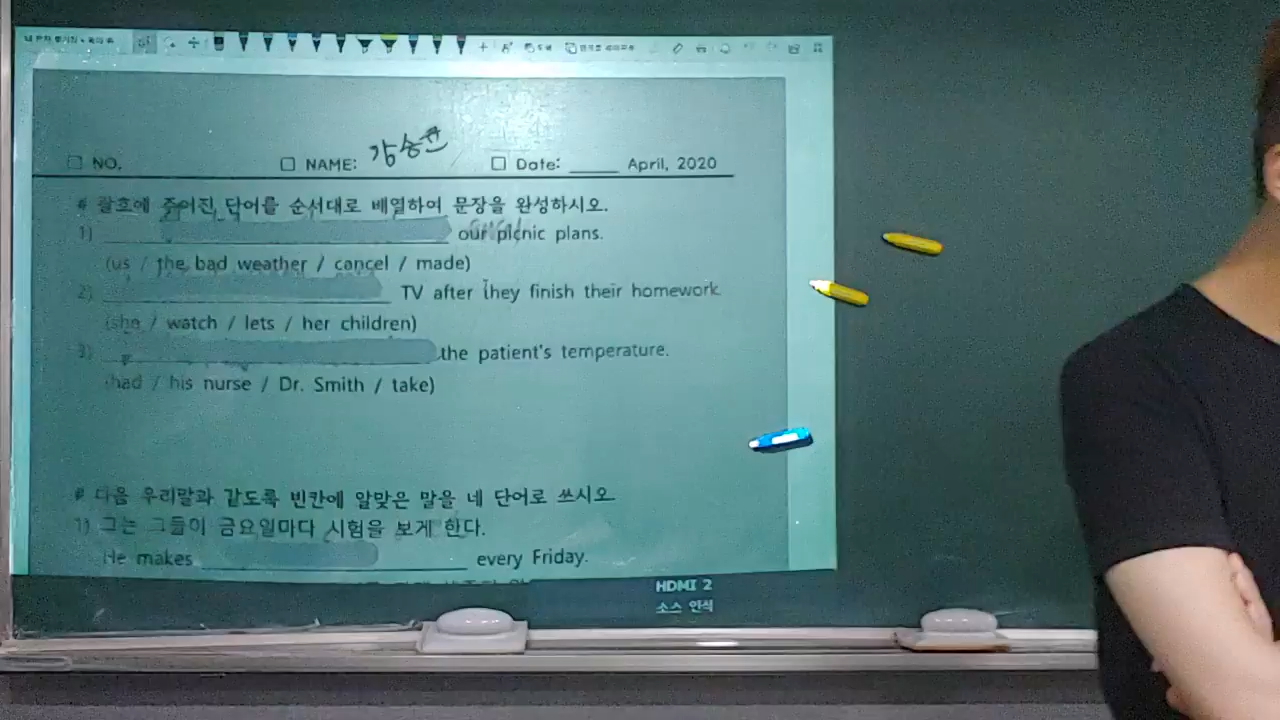 □ NO. □ NAME: 강승훈 □ Date: _____ April, 2020
# 괄호에 주어진 단어를 순서대로 배열하여 문장을 완성하시오.
1) ______________________________ our picnic plans.
(us / the bad weather / cancel / made)
2) ______________________________ TV after they finish their homework.
(she / watch / lets / her children)
3) ______________________________ the patient's temperature.
(had / his nurse / Dr. Smith / take)
# 다음 우리말과 같도록 빈칸에 알맞은 말을 네 단어로 쓰시오.
1) 그는 그들이 금요일마다 시험을 보게 한다.
He makes ______________________ every Friday.
HDMI 2
소스 인식